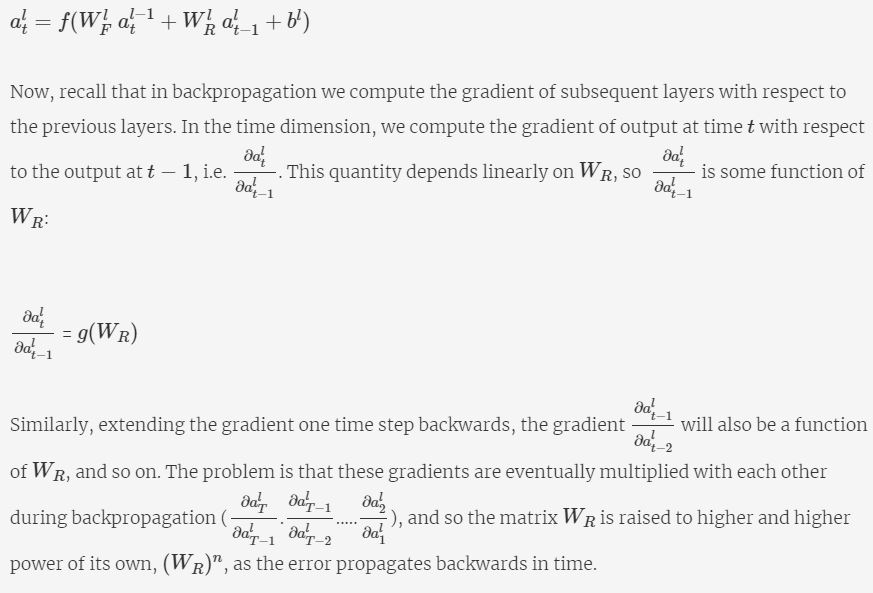 $a_t^l = f(W_F^l \, a_t^{l-1} + W_R^l \, a_{t-1}^l + b^l)$
Now, recall that in backpropagation we compute the gradient of subsequent layers with respect to
the previous layers. In the time dimension, we compute the gradient of output at time $t$ with respect
to the output at $t - 1$, i.e. $\frac{\partial a_t^l}{\partial a_{t-1}^l}$. This quantity depends linearly on $W_R$, so $\frac{\partial a_t^l}{\partial a_{t-1}^l}$ is some function of
$W_R$:
$\frac{\partial a_t^l}{\partial a_{t-1}^l}$ = $g(W_R)$
Similarly, extending the gradient one time step backwards, the gradient $\frac{\partial a_{t-1}^l}{\partial a_{t-2}^l}$ will also be a function
of $W_R$, and so on. The problem is that these gradients are eventually multiplied with each other
during backpropagation ($\frac{\partial a_T^l}{\partial a_{T-1}^l} . \frac{\partial a_{T-1}^l}{\partial a_{T-2}^l} ..... \frac{\partial a_2^l}{\partial a_1^l}$), and so the matrix $W_R$ is raised to higher and higher
power of its own, $(W_R)^n$, as the error propagates backwards in time.